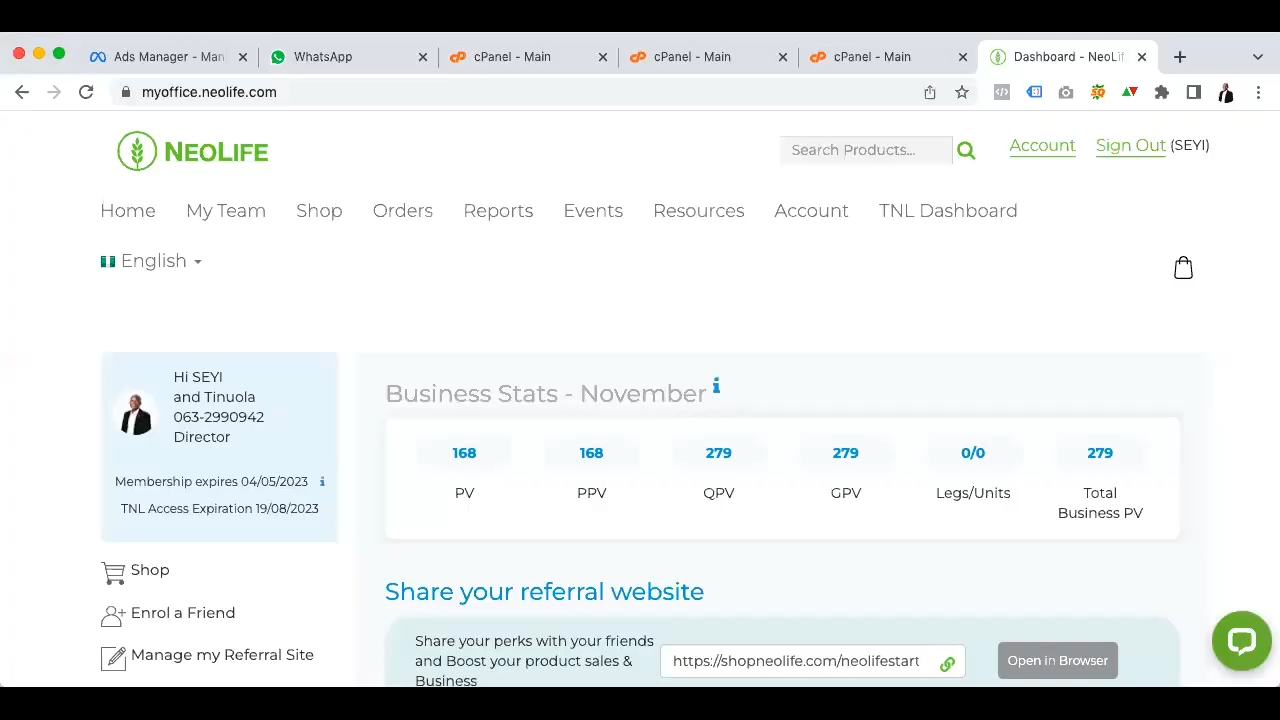 Ads Manager - Man
WhatsApp
cPanel - Main
cPanel - Main
cPanel - Main
Dashboard - NeoLif
myoffice.neolife.com
NEOLIFE
Search Products...
Account
Sign Out (SEYI)
Home
My Team
Shop
Orders
Reports
Events
Resources
Account
TNL Dashboard
English
Hi SEYI
and Tinuola
063-2990942
Director
Membership expires 04/05/2023
TNL Access Expiration 19/08/2023
Shop
Enrol a Friend
Manage my Referral Site
Business Stats - November
168
PV
168
PPV
279
QPV
279
GPV
0/0
Legs/Units
279
Total
Business PV
Share your referral website
Share your perks with your friends
and Boost your product sales &
Business
https://shopneolife.com/neolifestart
Open in Browser